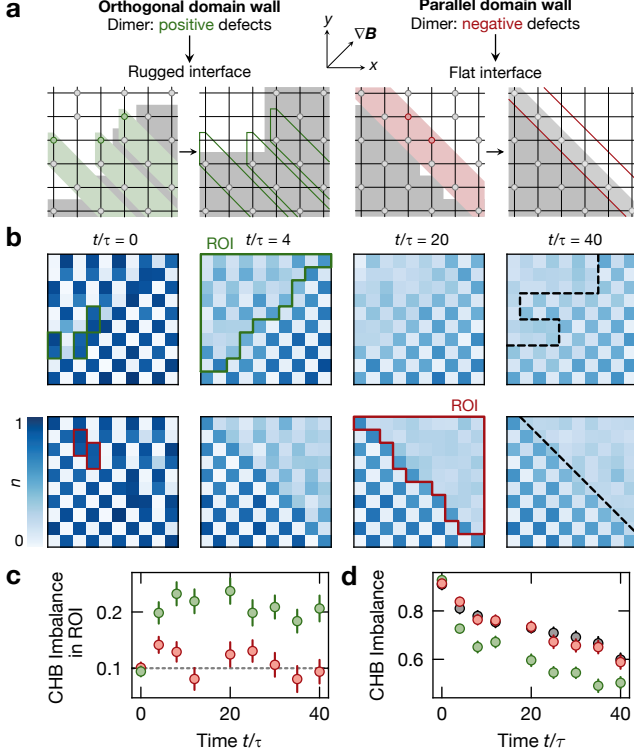 a
Orthogonal domain wall
Dimer: positive defects
Rugged interface
y
∇B
x
Parallel domain wall
Dimer: negative defects
Flat interface
b
t/τ = 0
ROI
t/τ = 4
t/τ = 20
t/τ = 40
1
n
0
ROI
c
CHB Imbalance
in ROI
0.2
0.1
0
20
40
Time t/τ
d
CHB Imbalance
0.8
0.6
0
20
40
Time t/τ